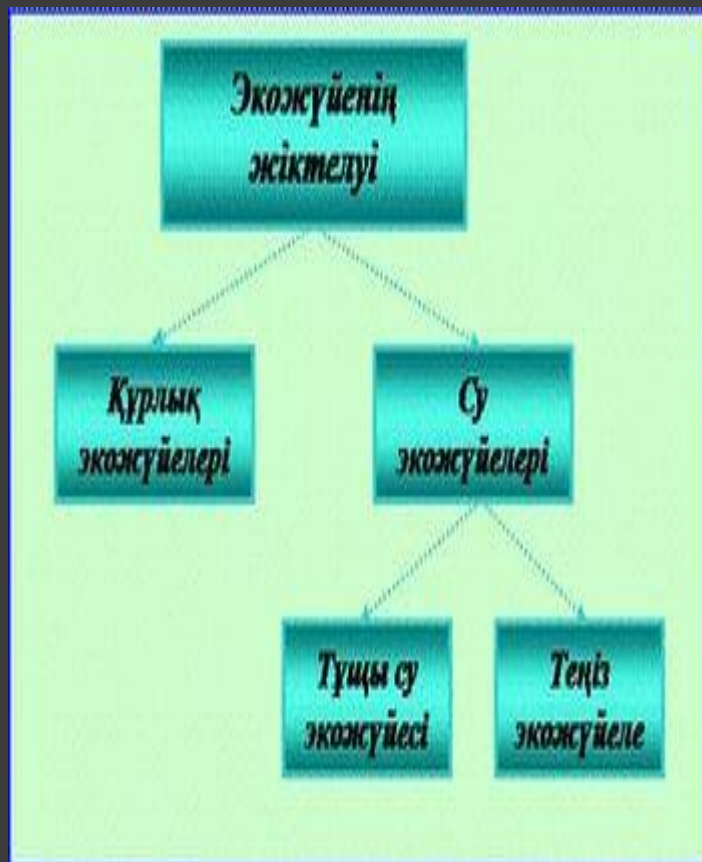 Экожүйенің
жіктелуі
Құрлық
экожүйелері
Су
экожүйелері
Тұщы су
экожүйесі
Теңіз
экожүйеле